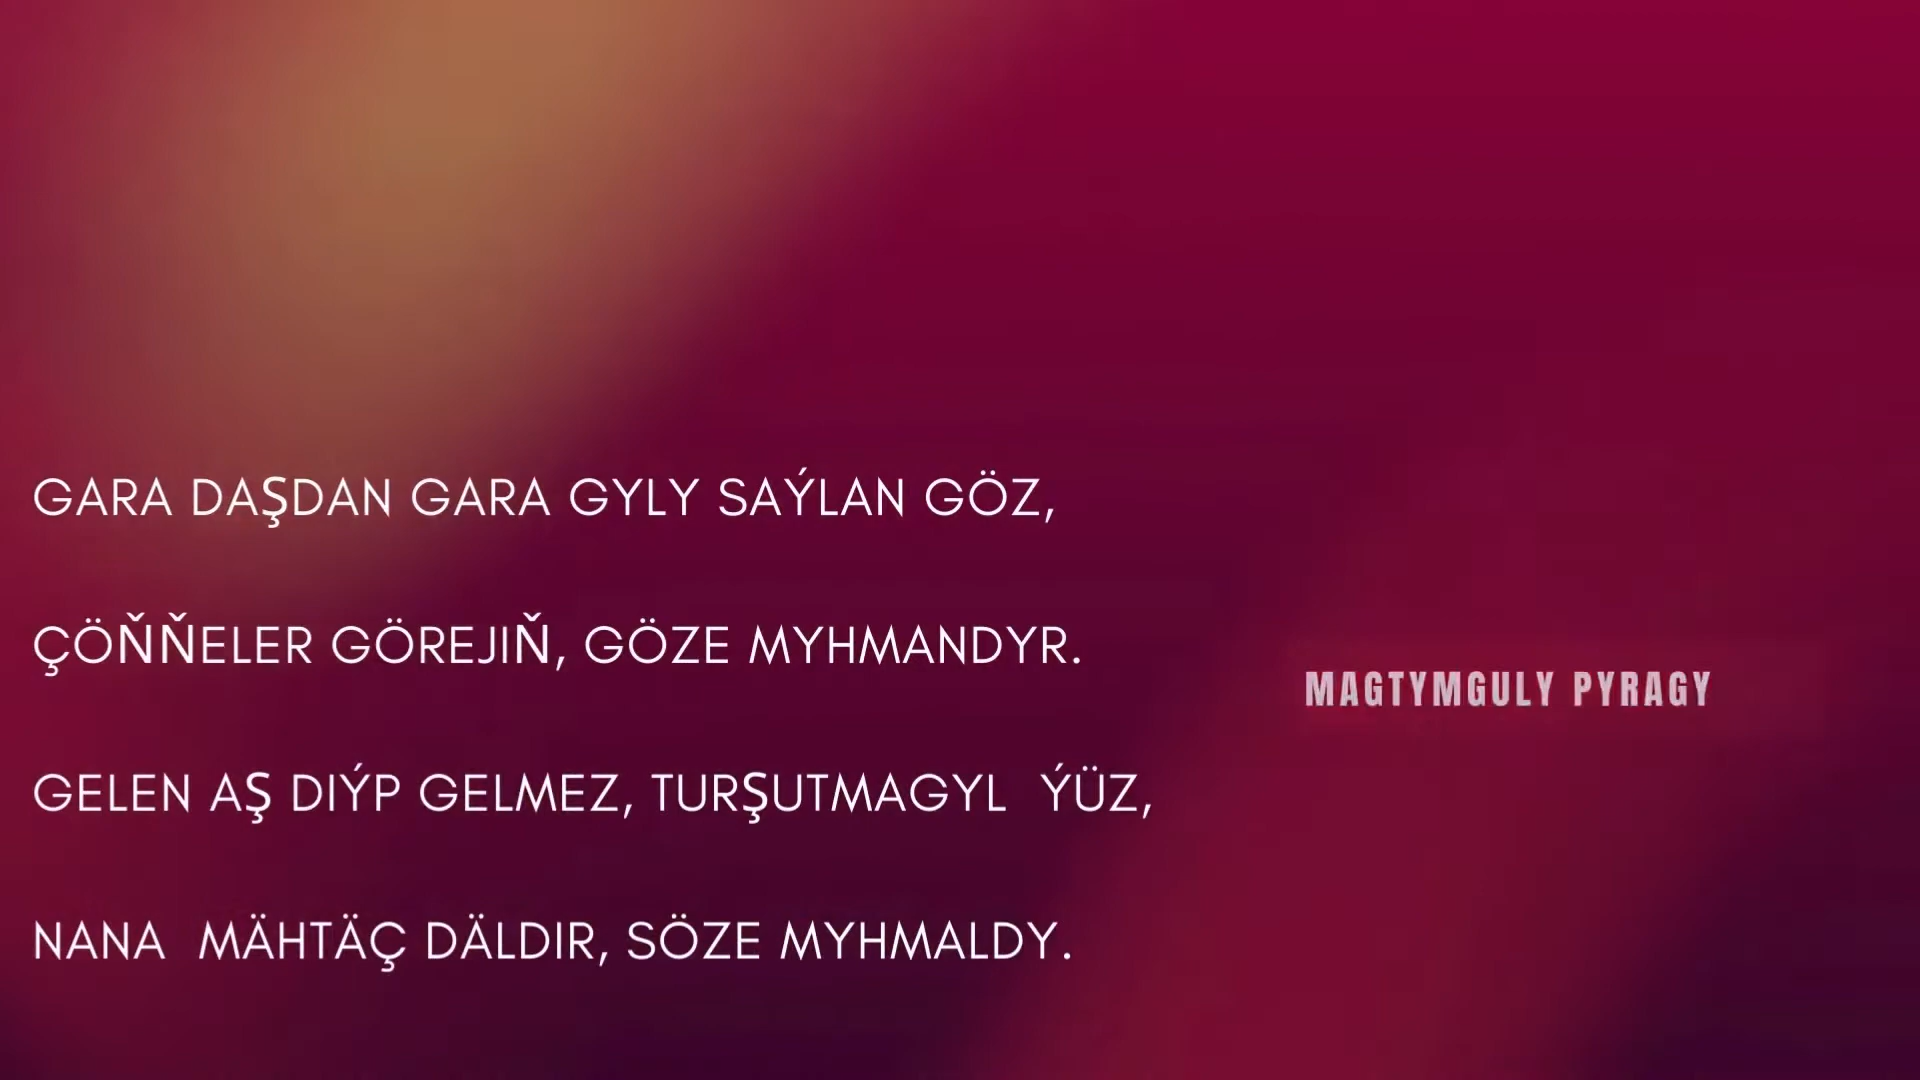 GARA DAŞDAN GARA GYLY SAÝLAN GÖZ,
ÇÖŇŇELER GÖREJIŇ, GÖZE MYHMANDYR.
GELEN AŞ DIÝP GELMEZ, TURŞUTMAGYL ÝÜZ,
NANA MÄHTÄÇ DÄLDIR, SÖZE MYHMALDY.
MAGTYMGULY PYRAGY